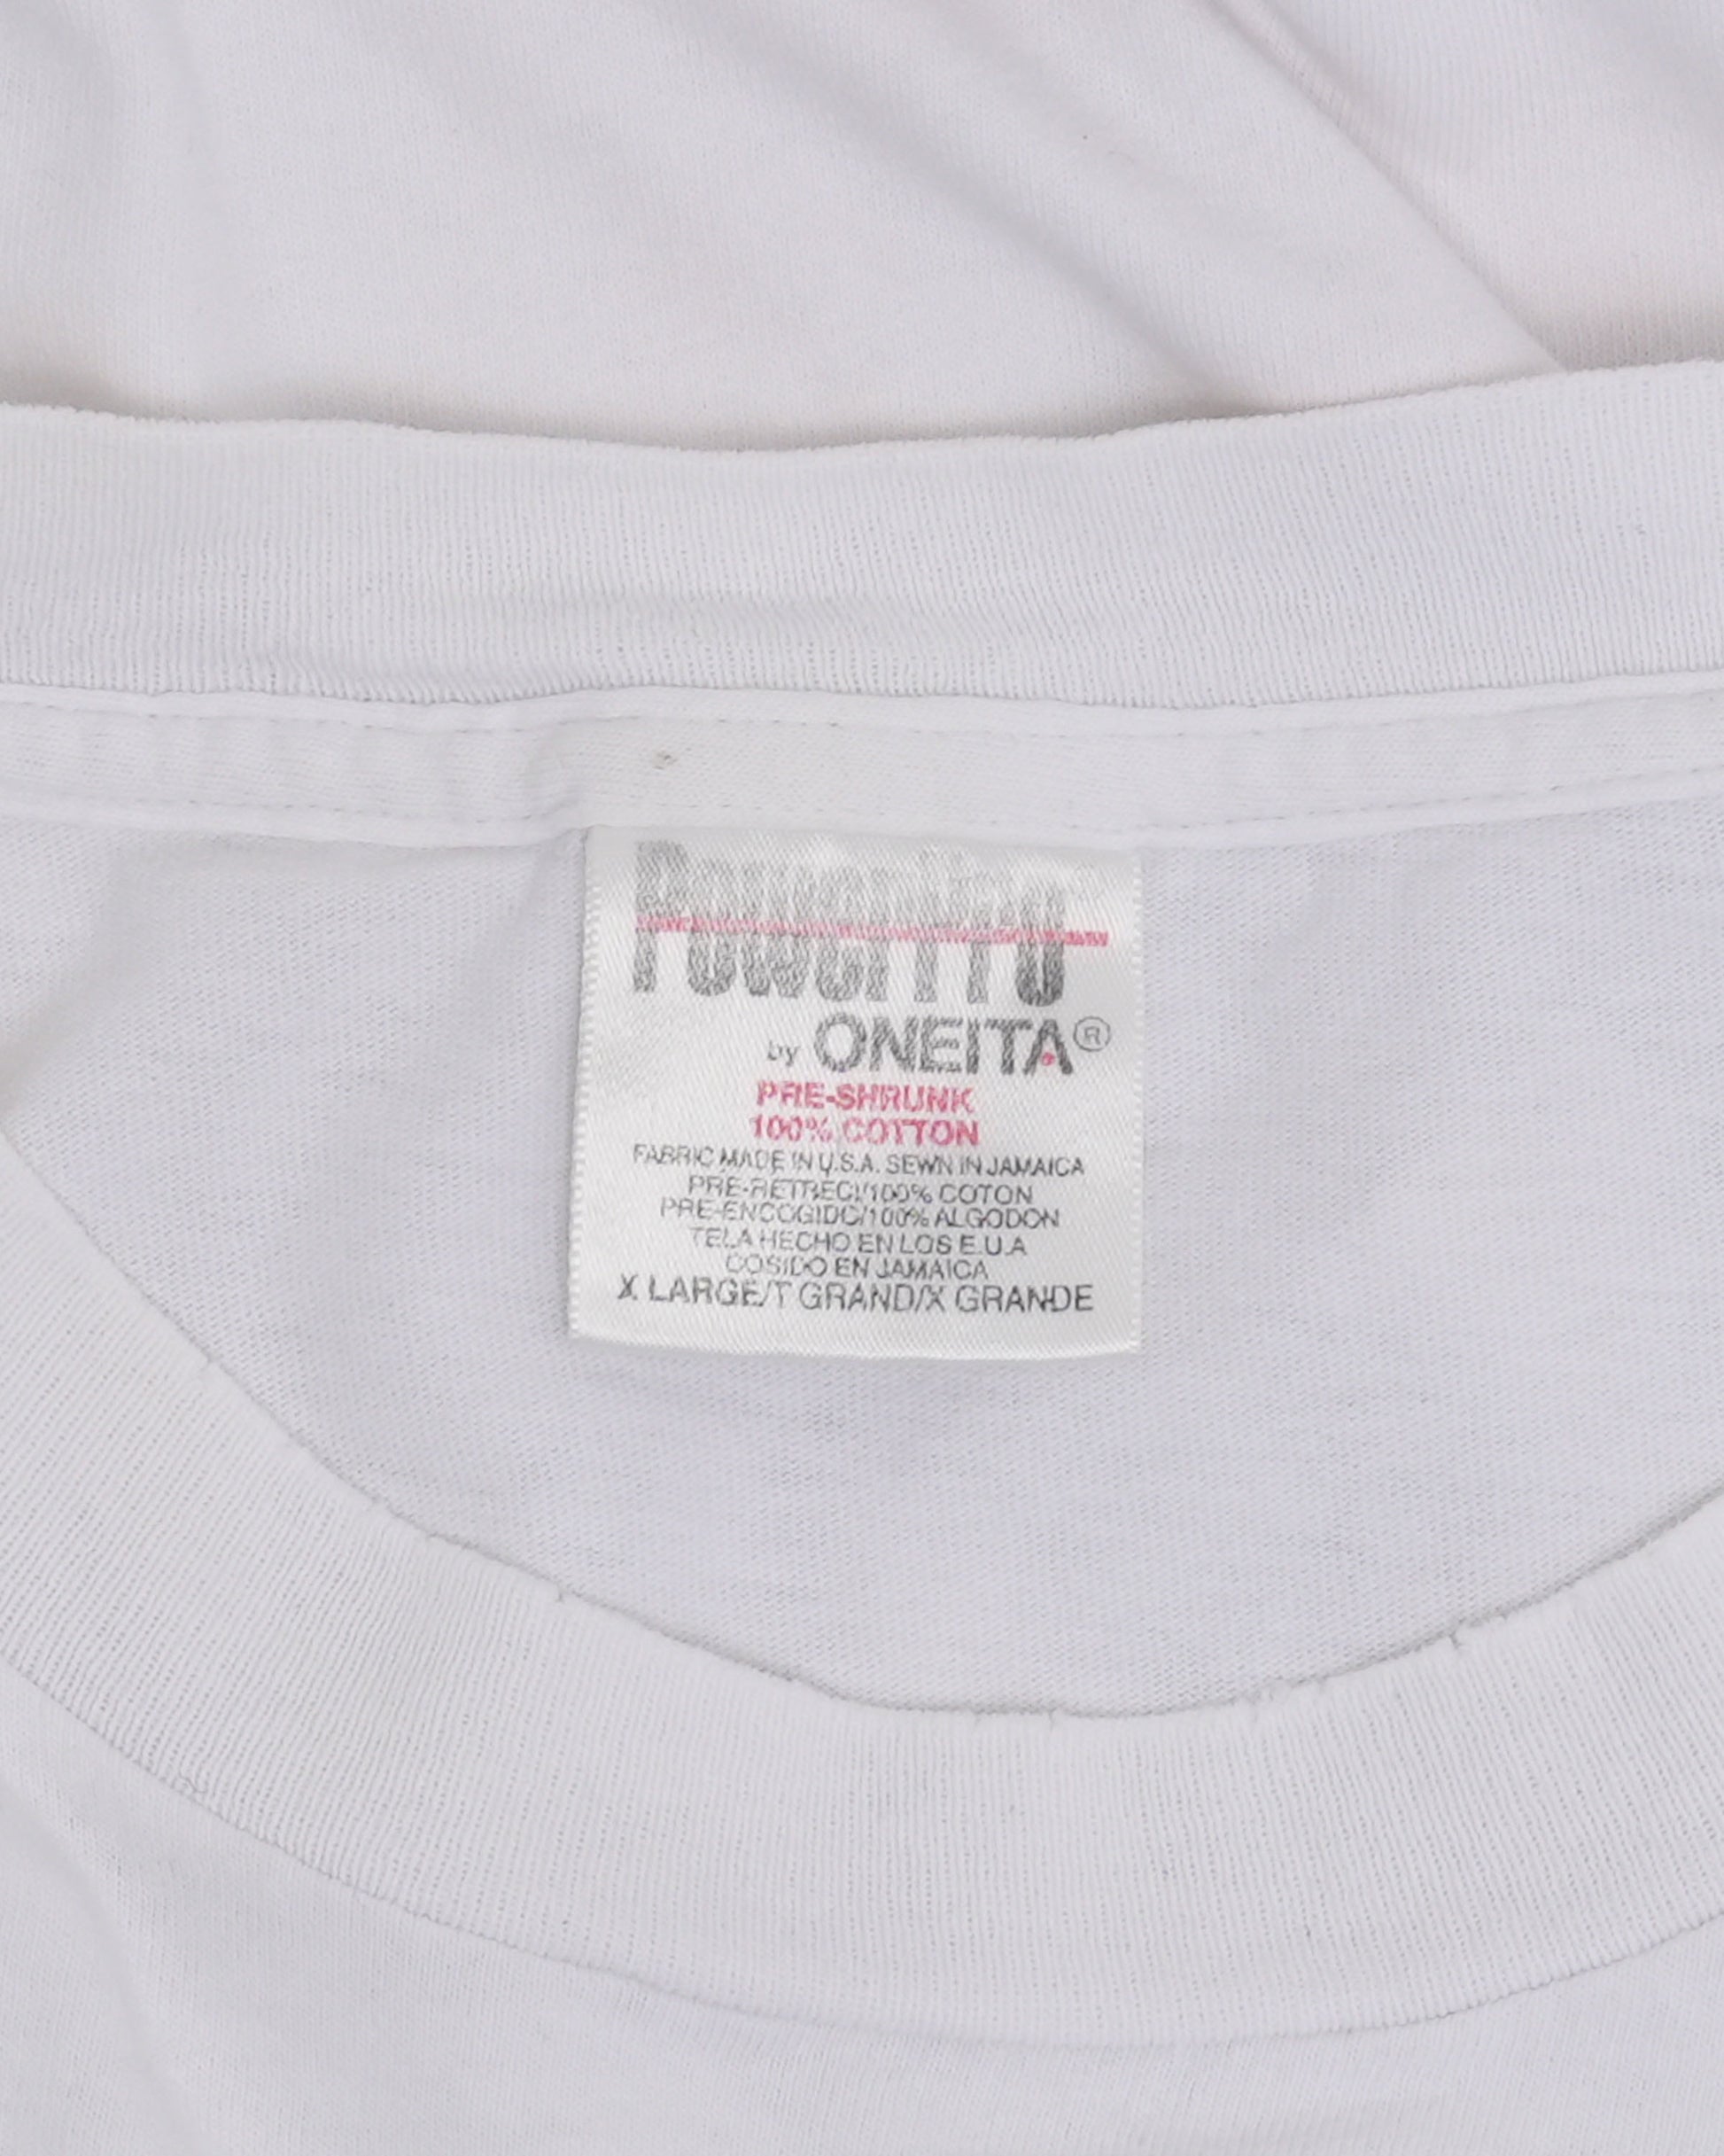 PowerPro
by ONEITA®
PRE-SHRUNK
100% COTTON
FABRIC MADE IN U.S.A. SEWN IN JAMAICA
PRE-RETRECI/100% COTON
PRE-ENCOGIDO/100% ALGODON
TELA HECHO EN LOS E.U.A
COSIDO EN JAMAICA
X LARGE/T GRAND/X GRANDE